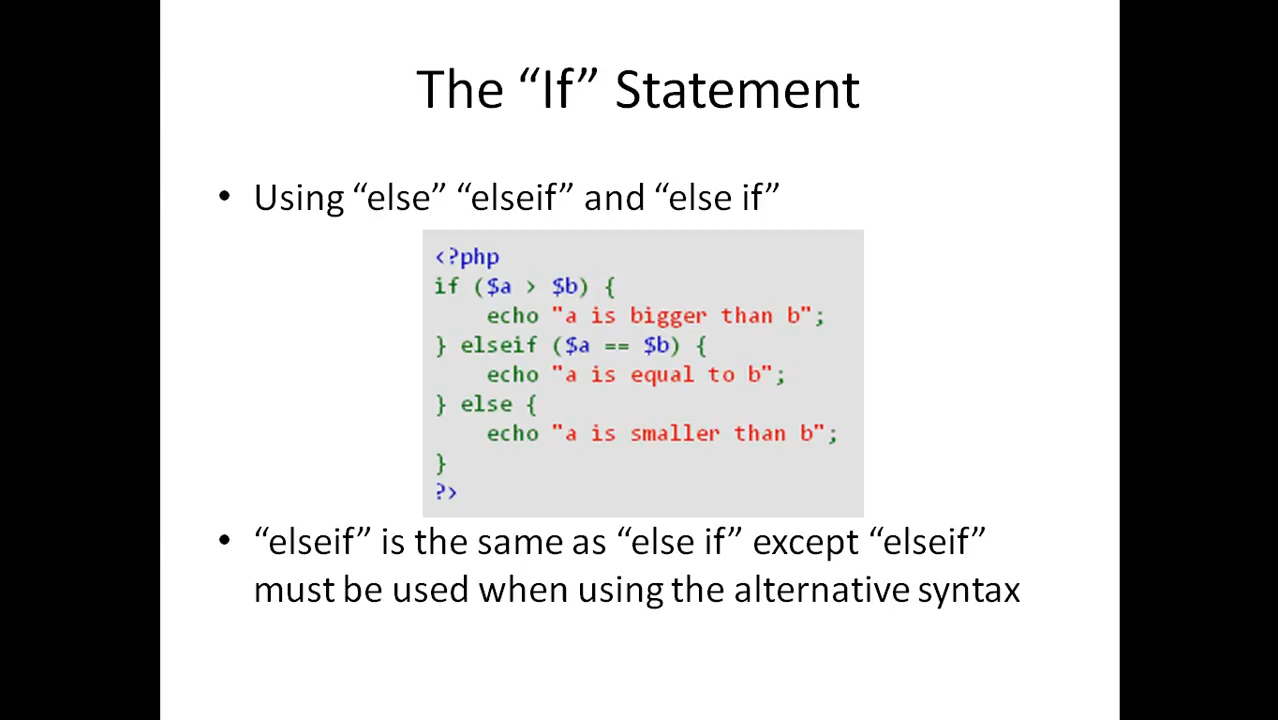 The “If” Statement
• Using “else” “elseif” and “else if”
<?php
if ($a > $b) {
    echo "a is bigger than b";
} elseif ($a == $b) {
    echo "a is equal to b";
} else {
    echo "a is smaller than b";
}
?>
• “elseif” is the same as “else if” except “elseif”
must be used when using the alternative syntax